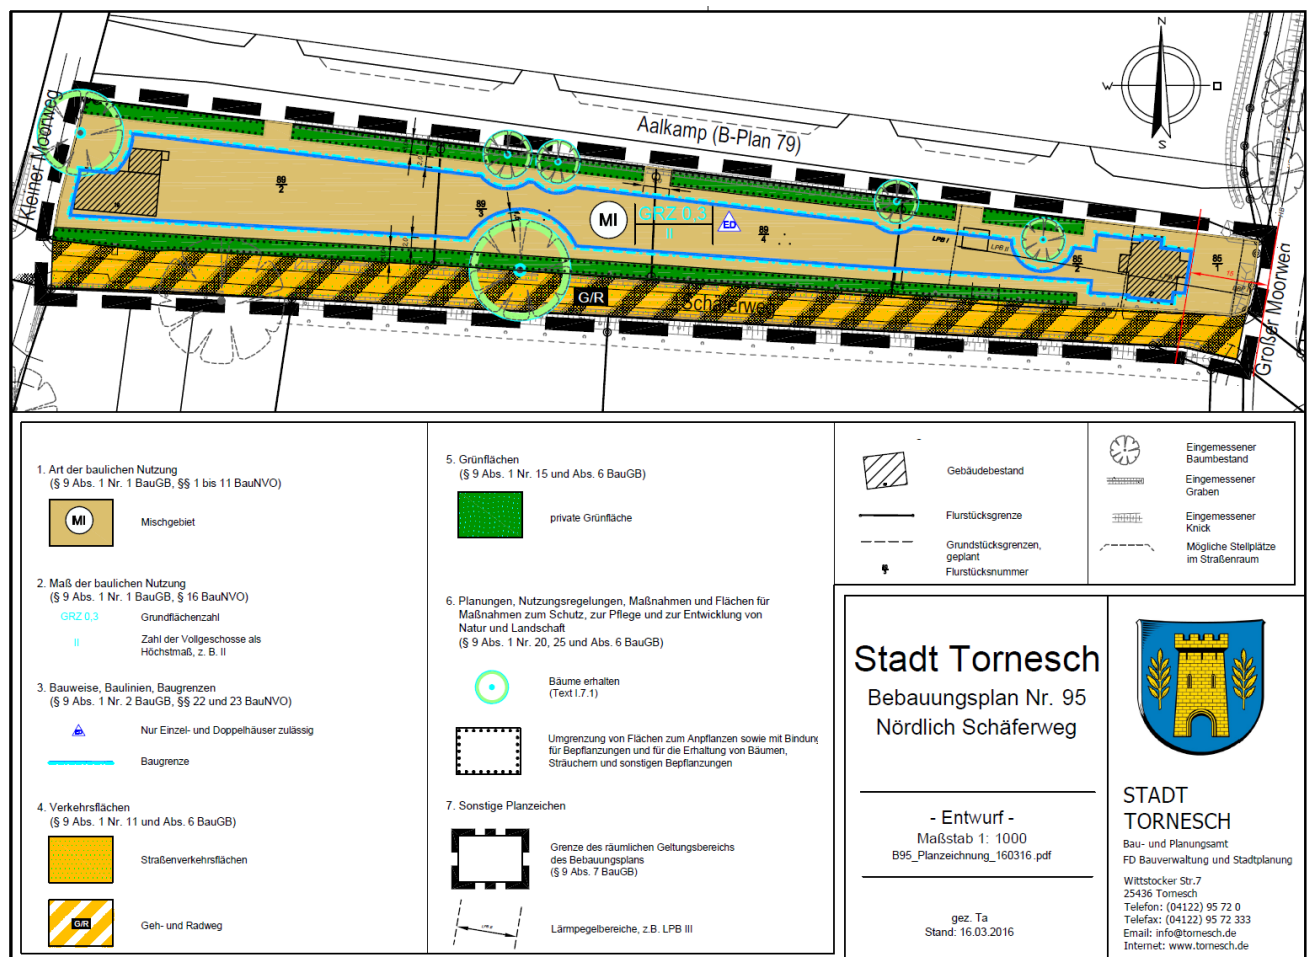 N
W
S
Kleiner Moorweg
Aalkamp (B-Plan 79)
89
2
89
3
MI
GRZ 0,3
II
ED
89
4
LPB I
LPB II
85
2
85
1
15
G/R
Schäferweg
Großer Moorweg
1. Art der baulichen Nutzung
(§ 9 Abs. 1 Nr. 1 BauGB, §§ 1 bis 11 BauNVO)
MI
Mischgebiet
2. Maß der baulichen Nutzung
(§ 9 Abs. 1 Nr. 1 BauGB, § 16 BauNVO)
GRZ 0,3
Grundflächenzahl
II
Zahl der Vollgeschosse als
Höchstmaß, z. B. II
3. Bauweise, Baulinien, Baugrenzen
(§ 9 Abs. 1 Nr. 2 BauGB, §§ 22 und 23 BauNVO)
ED
Nur Einzel- und Doppelhäuser zulässig
Baugrenze
4. Verkehrsflächen
(§ 9 Abs. 1 Nr. 11 und Abs. 6 BauGB)
Straßenverkehrsflächen
G/R
Geh- und Radweg
5. Grünflächen
(§ 9 Abs. 1 Nr. 15 und Abs. 6 BauGB)
private Grünfläche
6. Planungen, Nutzungsregelungen, Maßnahmen und Flächen für
Maßnahmen zum Schutz, zur Pflege und zur Entwicklung von
Natur und Landschaft
(§ 9 Abs. 1 Nr. 20, 25 und Abs. 6 BauGB)
Bäume erhalten
(Text I.7.1)
Umgrenzung von Flächen zum Anpflanzen sowie mit Bindung
für Bepflanzungen und für die Erhaltung von Bäumen,
Sträuchern und sonstigen Bepflanzungen
7. Sonstige Planzeichen
Grenze des räumlichen Geltungsbereichs
des Bebauungsplans
(§ 9 Abs. 7 BauGB)
Lärmpegelbereiche, z.B. LPB III
Gebäudebestand
Flurstücksgrenze
Grundstücksgrenzen,
geplant
Flurstücksnummer
Eingemessener
Baumbestand
Eingemessener
Graben
Eingemessener
Knick
Mögliche Stellplätze
im Straßenraum
Stadt Tornesch
Bebauungsplan Nr. 95
Nördlich Schäferweg
- Entwurf -
Maßstab 1: 1000
B95_Planzeichnung_160316.pdf
gez. Ta
Stand: 16.03.2016
STADT
TORNESCH
Bau- und Planungsamt
FD Bauverwaltung und Stadtplanung
Wittstocker Str.7
25436 Tornesch
Telefon: (04122) 95 72 0
Telefax: (04122) 95 72 333
Email: info@tornesch.de
Internet: www.tornesch.de